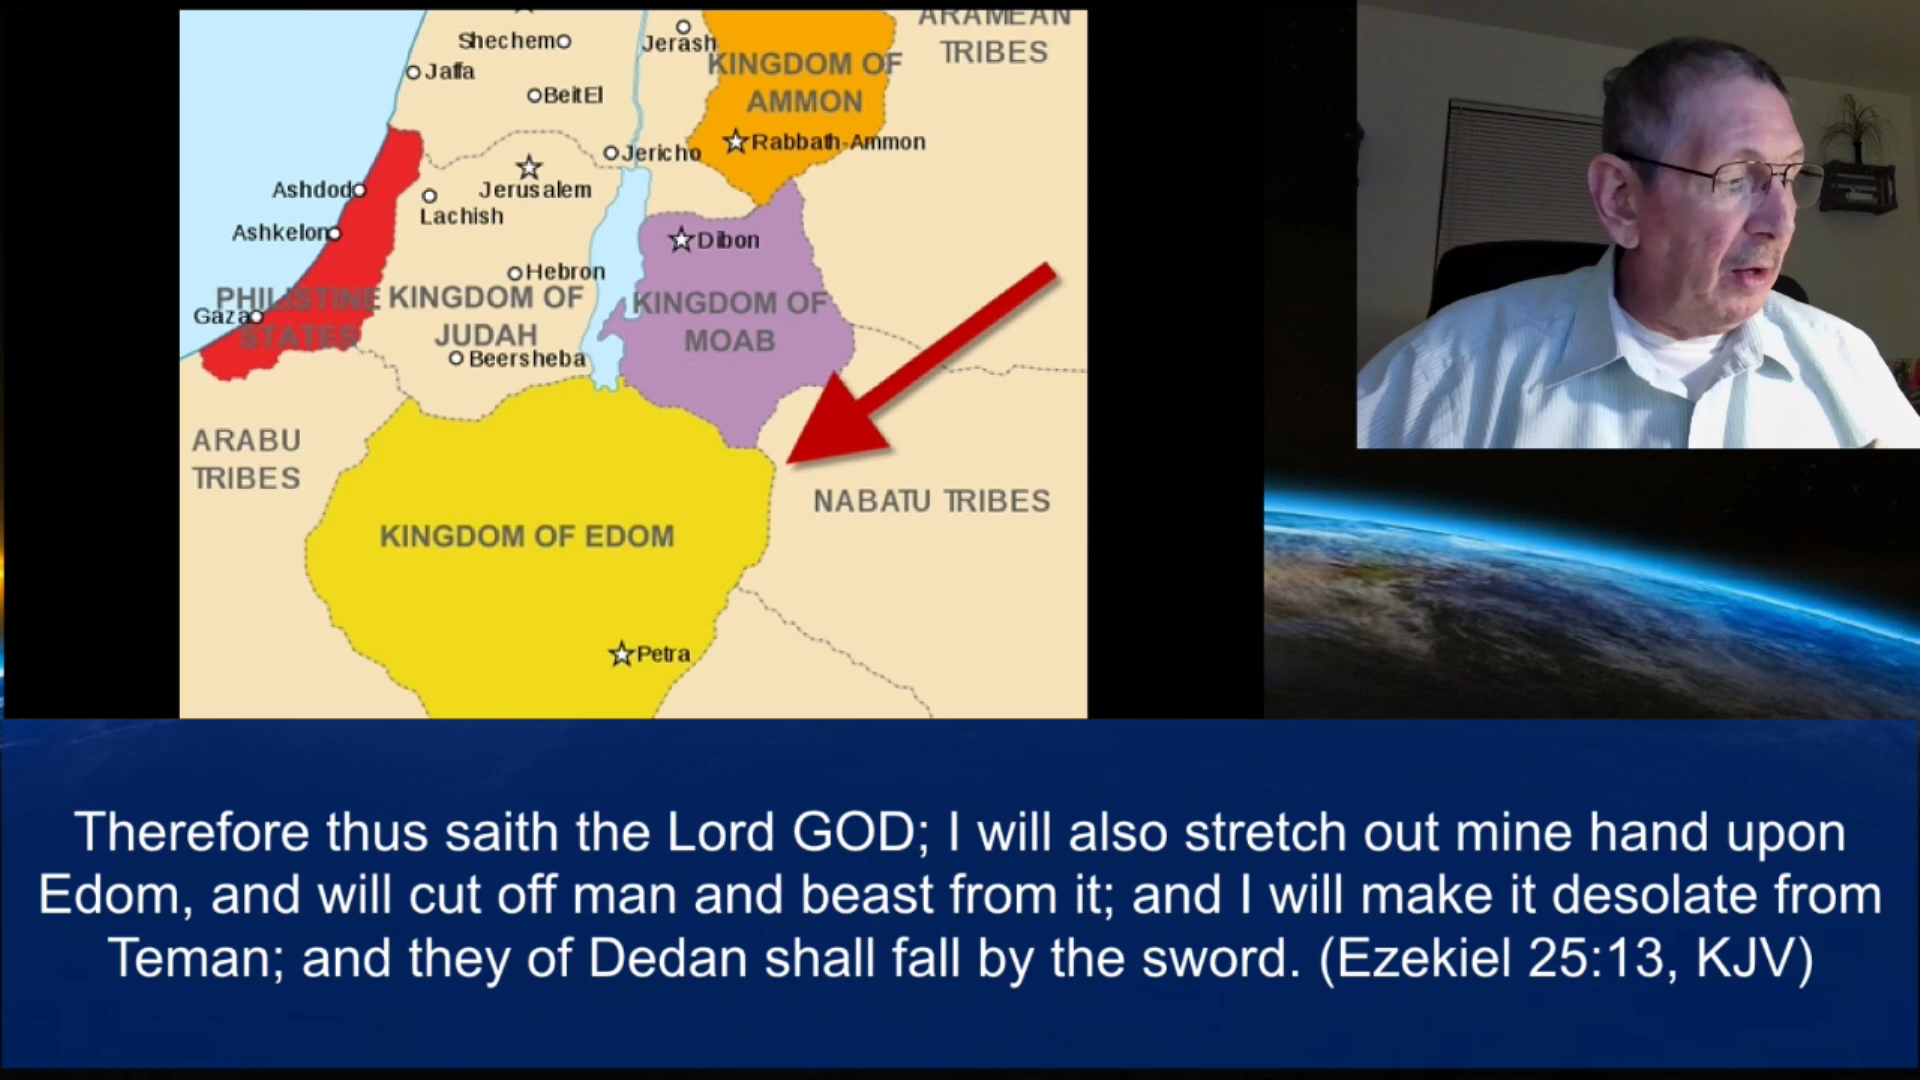 ARAMEAN
TRIBES
Shechem
Jerash
KINGDOM OF
AMMON
Jaffa
BeitEl
Rabbath-Ammon
Jericho
Ashdod
Jerusalem
Lachish
Ashkelon
Dibon
Hebron
PHILISTINE
STATES
KINGDOM OF
JUDAH
KINGDOM OF
MOAB
Gaza
Beersheba
ARABU
TRIBES
NABATU TRIBES
KINGDOM OF EDOM
Petra
Therefore thus saith the Lord GOD; I will also stretch out mine hand upon
Edom, and will cut off man and beast from it; and I will make it desolate from
Teman; and they of Dedan shall fall by the sword. (Ezekiel 25:13, KJV)